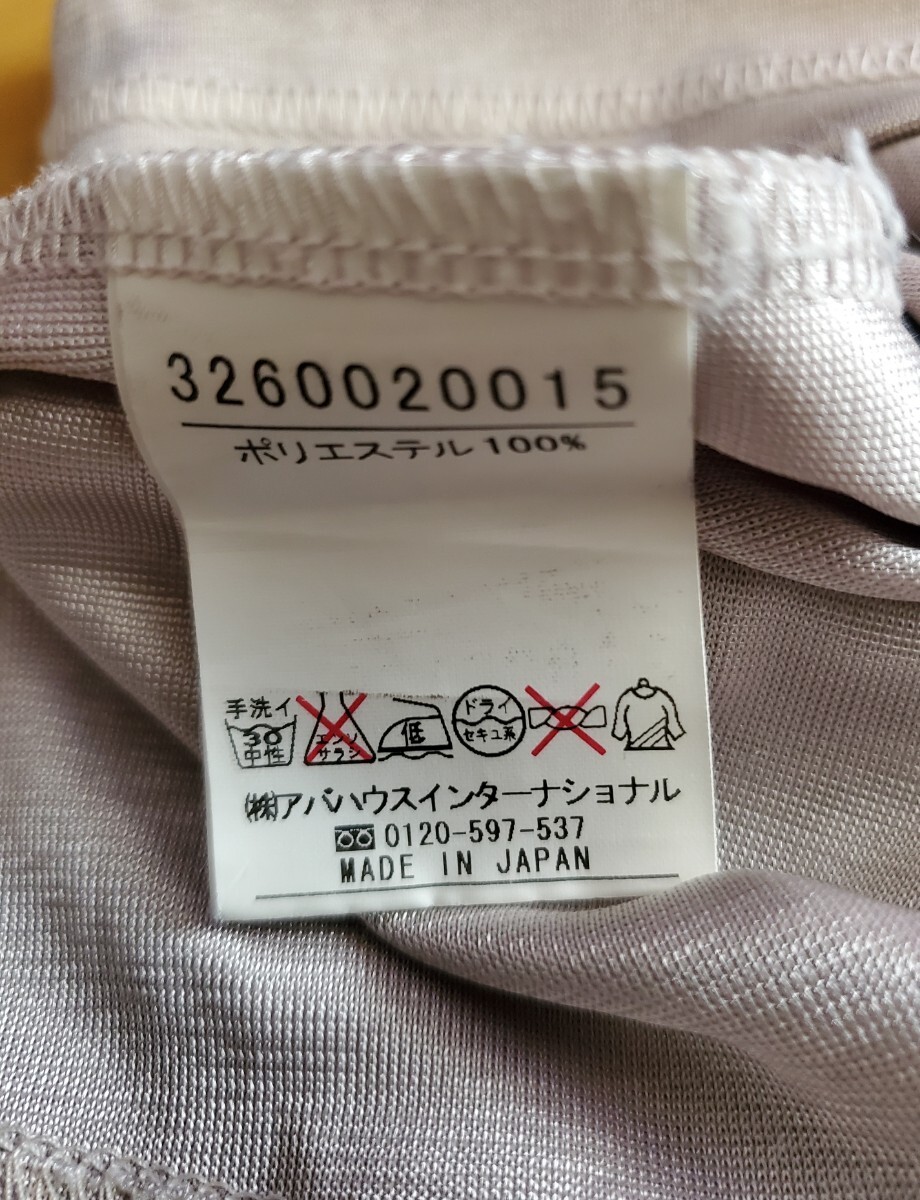 3260020015
ポリエステル100%
手洗イ
30
中性
エンソ
サラシ
低
ドライ
セキユ系
㈱アバハウスインターナショナル
0120-597-537
MADE IN JAPAN